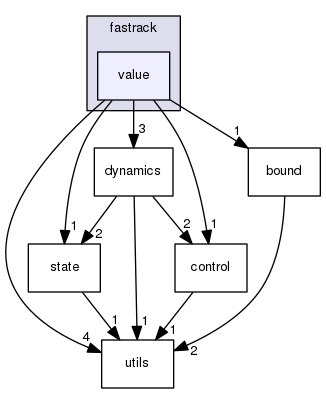 fastrack
value
3
1
dynamics
bound
1
2
2
1
state
control
4
1
1
1
2
utils